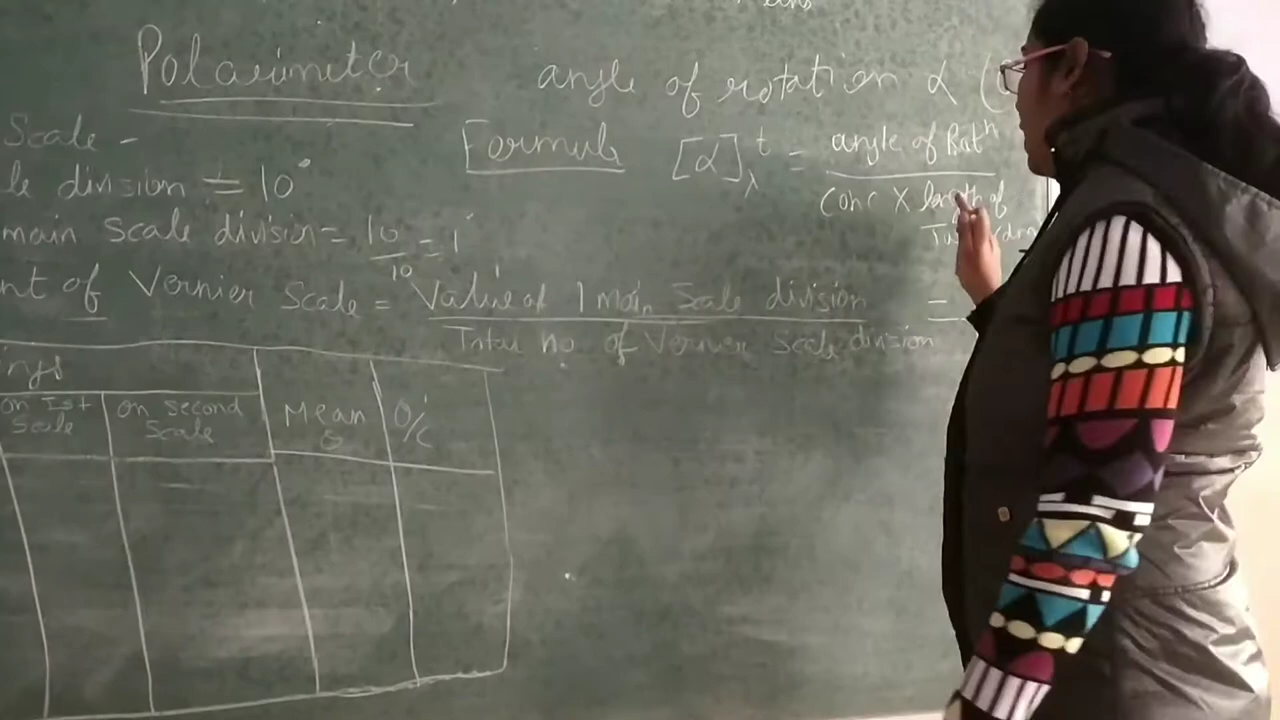 Polarimeter
angle of rotation α (
Scale -
le division = 10°
main Scale division = 10/10 = 1°
nt of Vernier Scale = Value of 1 main Scale division / Total no of Vernier Scale division =
Formula [α]λ^t = angle of Rotⁿ / Conc X length of
ings
on Ist Scale
on second Scale
Mean θ
θ/c